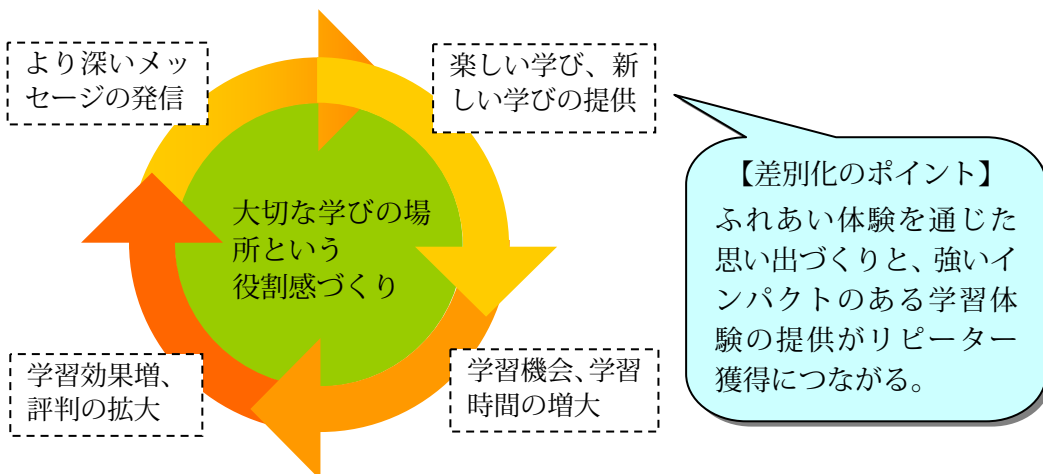 より深いメッ
セージの発信
楽しい学び、新
しい学びの提供
大切な学びの場
所という
役割感づくり
学習効果増、
評判の拡大
学習機会、学習
時間の増大
【差別化のポイント】
ふれあい体験を通じた
思い出づくりと、強いイ
ンパクトのある学習体
験の提供がリピーター
獲得につながる。